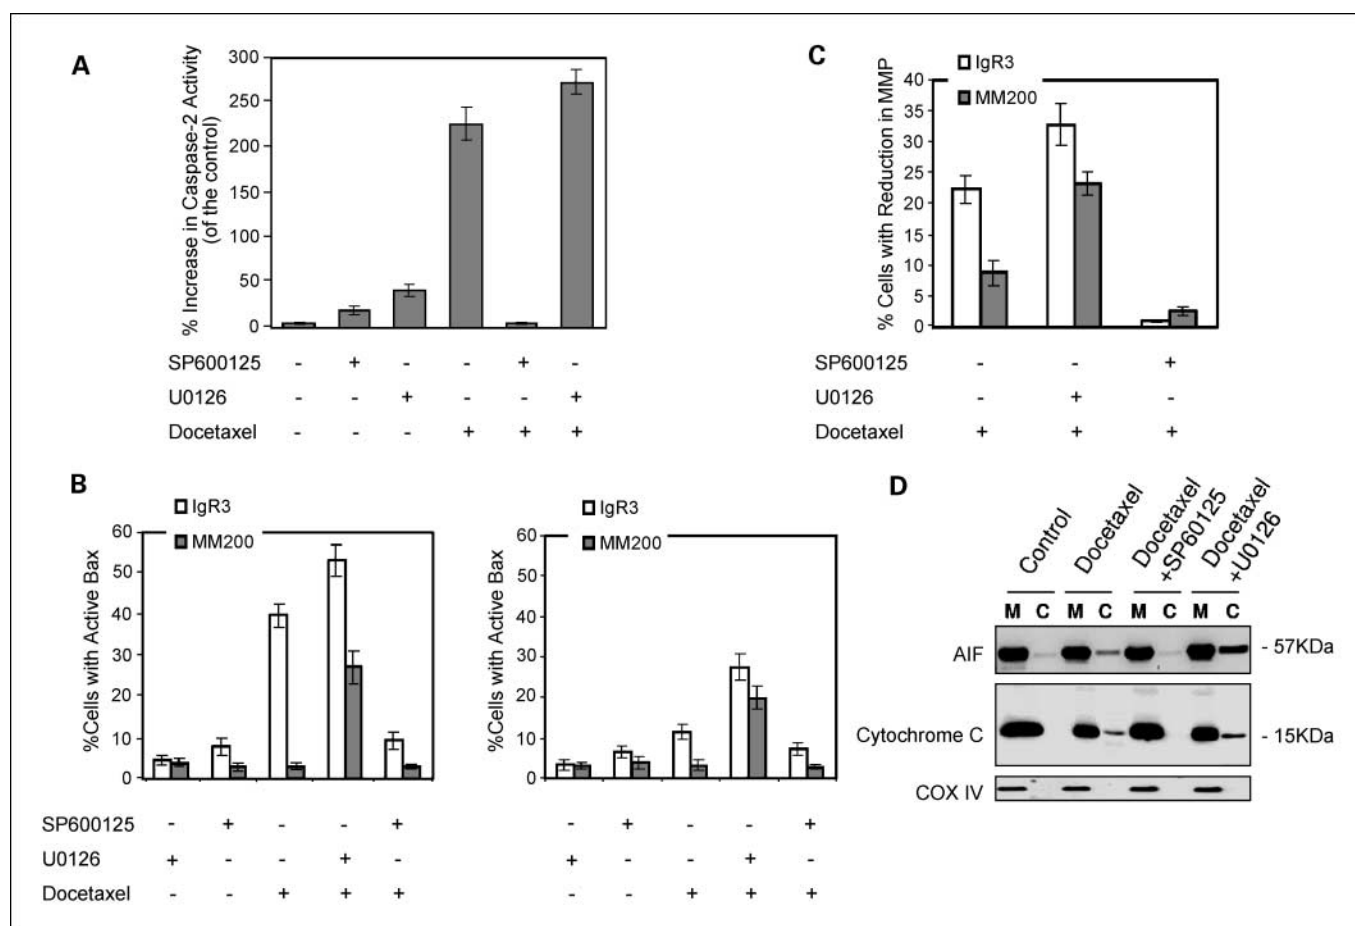 A
% Increase in Caspase-2 Activity
(of the control)
300
250
200
150
100
50
0
SP600125 - + - - + -
U0126 - - + - - +
Docetaxel - - - + + +
C
IgR3
MM200
% Cells with Reduction in MMP
40
35
30
25
20
15
10
5
0
SP600125 - - +
U0126 - + -
Docetaxel + + +
B
IgR3
MM200
%Cells with Active Bax
60
50
40
30
20
10
0
SP600125 - + - - +
U0126 + - - + -
Docetaxel - - + + +
IgR3
MM200
%Cells with Active Bax
60
50
40
30
20
10
0
- + - - +
+ - - + -
- - + + +
D
Control
Docetaxel
Docetaxel
+SP60125
Docetaxel
+U0126
M C M C M C M C
AIF - 57KDa
Cytochrome C - 15KDa
COX IV